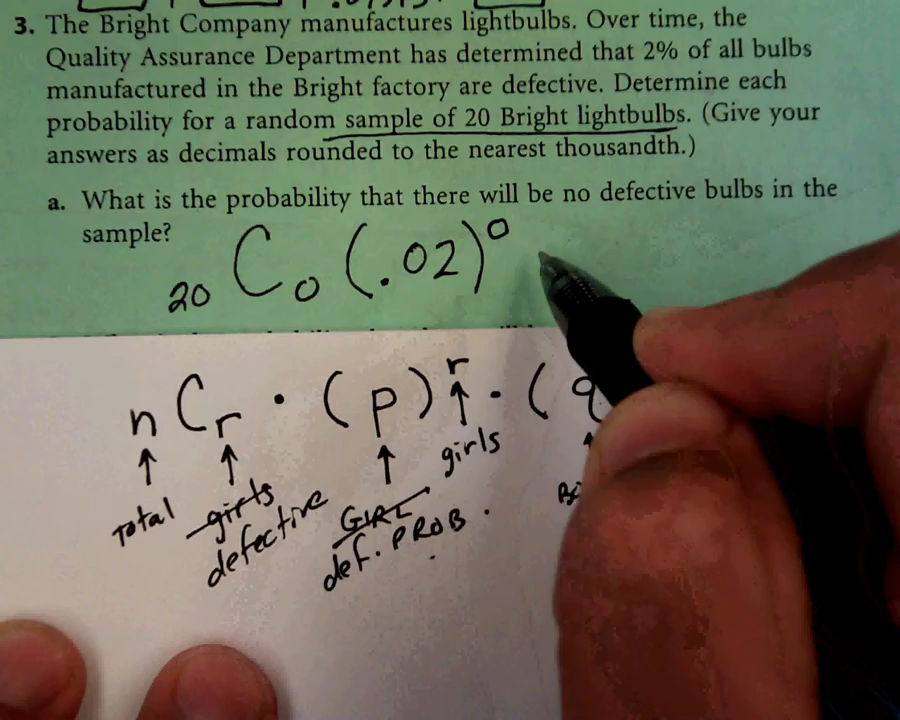 3. The Bright Company manufactures lightbulbs. Over time, the
Quality Assurance Department has determined that 2% of all bulbs
manufactured in the Bright factory are defective. Determine each
probability for a random sample of 20 Bright lightbulbs. (Give your
answers as decimals rounded to the nearest thousandth.)
a. What is the probability that there will be no defective bulbs in the
sample?
20 C 0 (.02)^0
n C r · (p)^r · (q
Total girls GIRL girls
defective def. PROB.